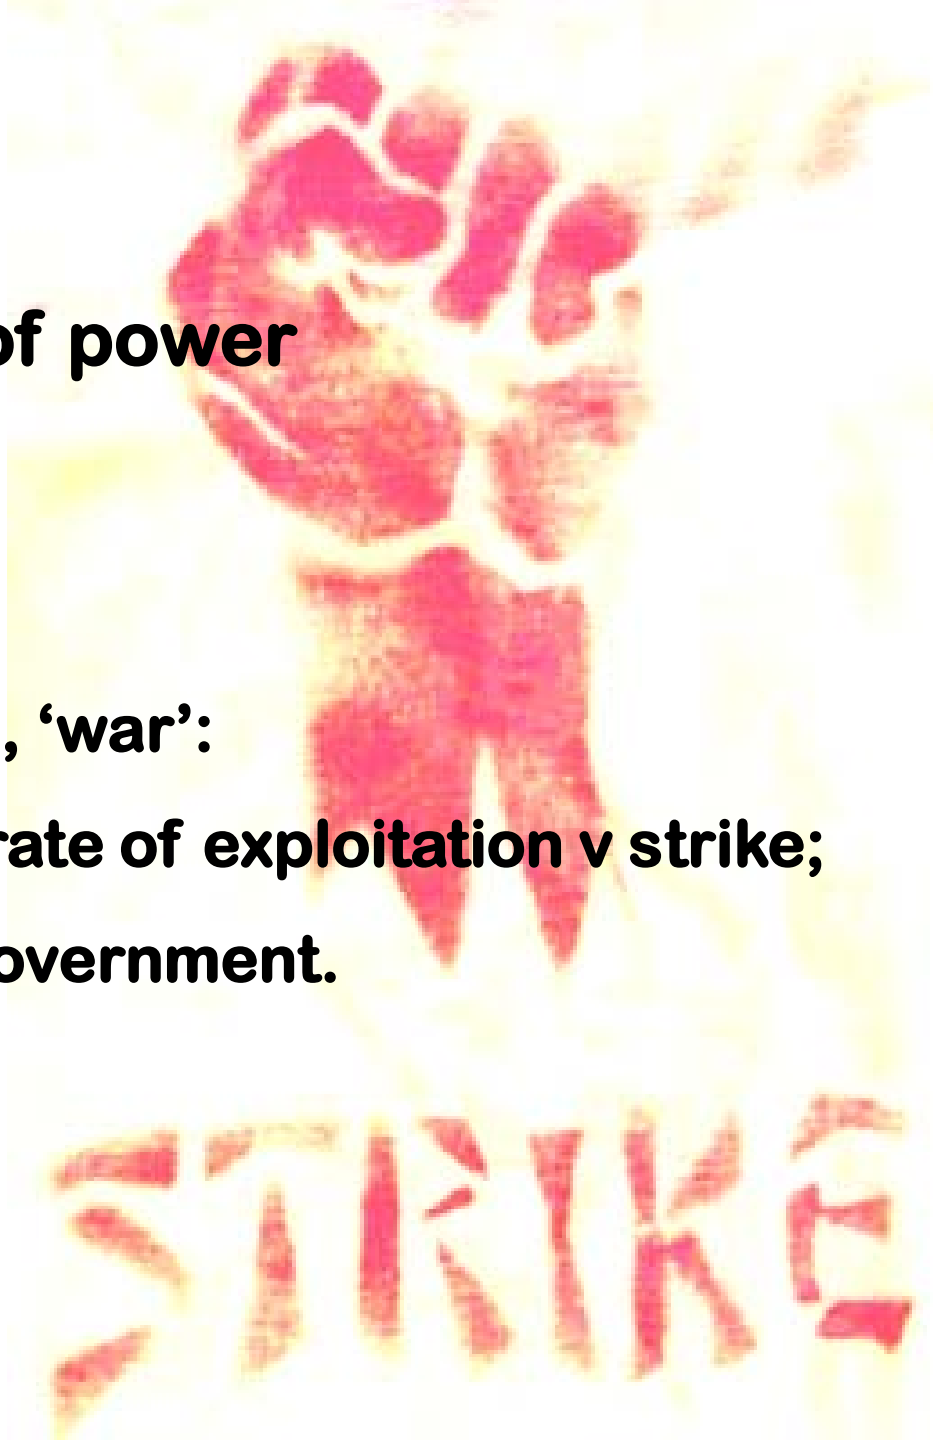 of power
, ‘war’:
rate of exploitation v strike;
overnment.
STRIKE